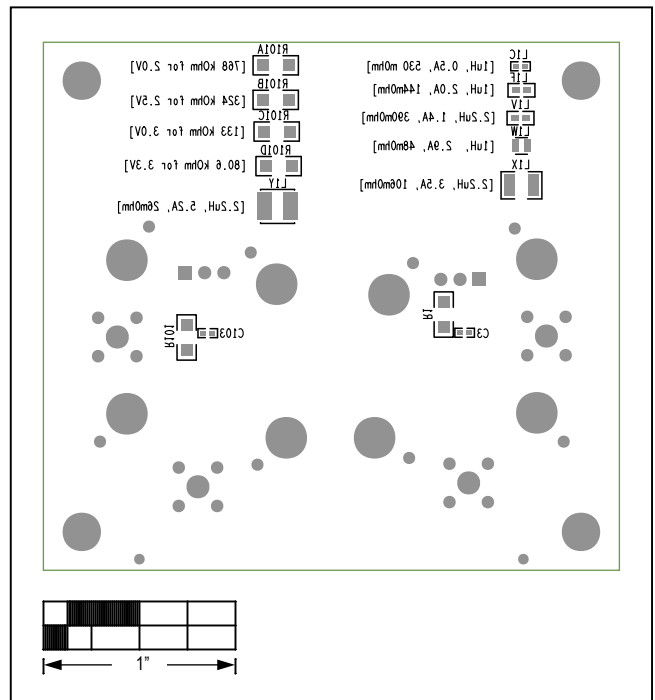 R101A
[768 kOhm for 2.0V]
R101B
[324 kOhm for 2.5V]
R101C
[133 kOhm for 3.0V]
R101D
[80.6 kOhm for 3.3V]
L1Y
[2.2uH, 5.2A, 26mOhm]
L1C
[1uH, 0.5A, 530 mOhm]
L1F
[1uH, 2.0A, 144mOhm]
L1V
[2.2uH, 1.4A, 390mOhm]
L1W
[1uH, 2.9A, 48mOhm]
L1X
[2.2uH, 3.5A, 106mOhm]
R101
C103
R1
C3
1"